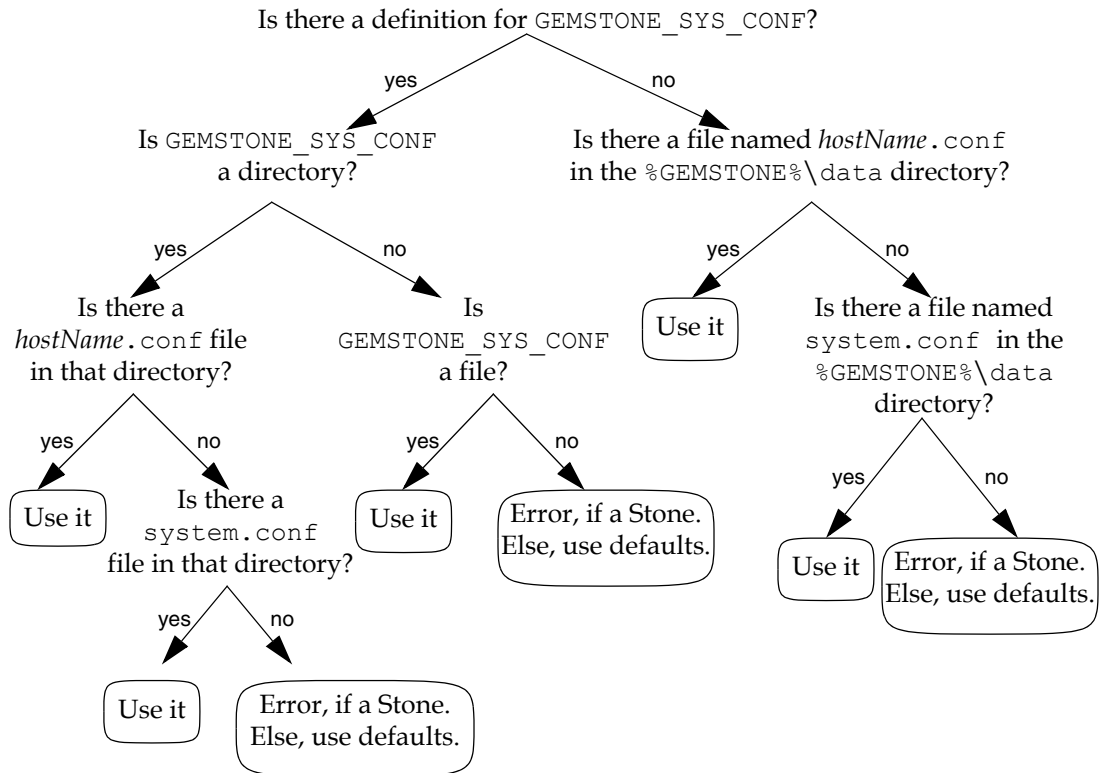 Is there a definition for GEMSTONE_SYS_CONF?
yes
no
Is GEMSTONE_SYS_CONF
a directory?
Is there a file named hostName.conf
in the %GEMSTONE%\data directory?
yes
no
yes
no
Is there a
hostName.conf file
in that directory?
Is
GEMSTONE_SYS_CONF
a file?
Use it
Is there a file named
system.conf in the
%GEMSTONE%\data
directory?
yes
no
yes
no
yes
no
Use it
Is there a
system.conf
file in that directory?
Use it
Error, if a Stone.
Else, use defaults.
Use it
Error, if a Stone.
Else, use defaults.
yes
no
Use it
Error, if a Stone.
Else, use defaults.